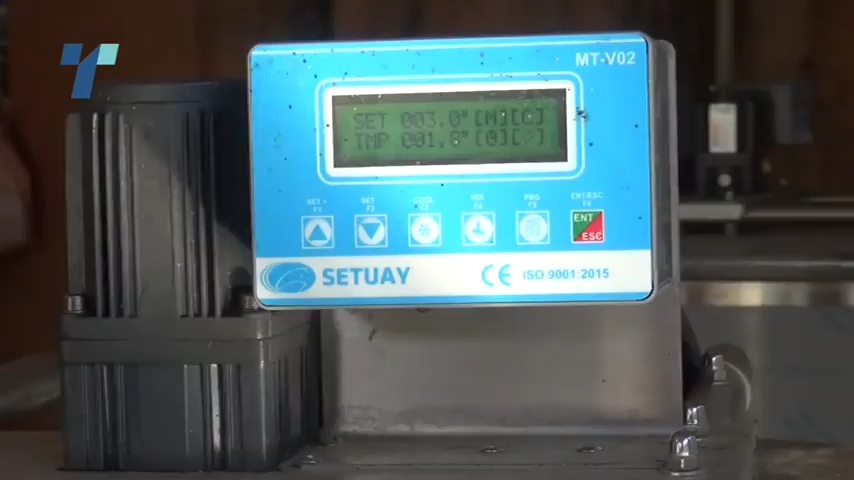 MT-V02
SET 003.0° [M][C]
TMP 001.8°
SET +
F1
SET
F2
COOL
F3
MIX
F4
PRG
F5
ENT/ESC
F6
ENT
ESC
SETUAY
CE ISO 9001:2015